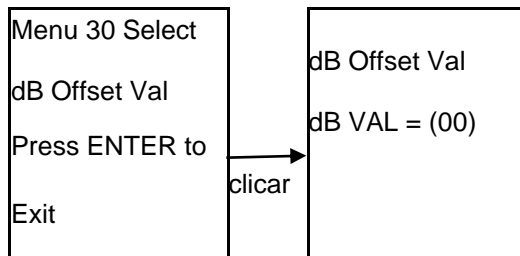 Menu 30 Select
dB Offset Val
Press ENTER to
Exit
clicar
dB Offset Val
dB VAL = (00)